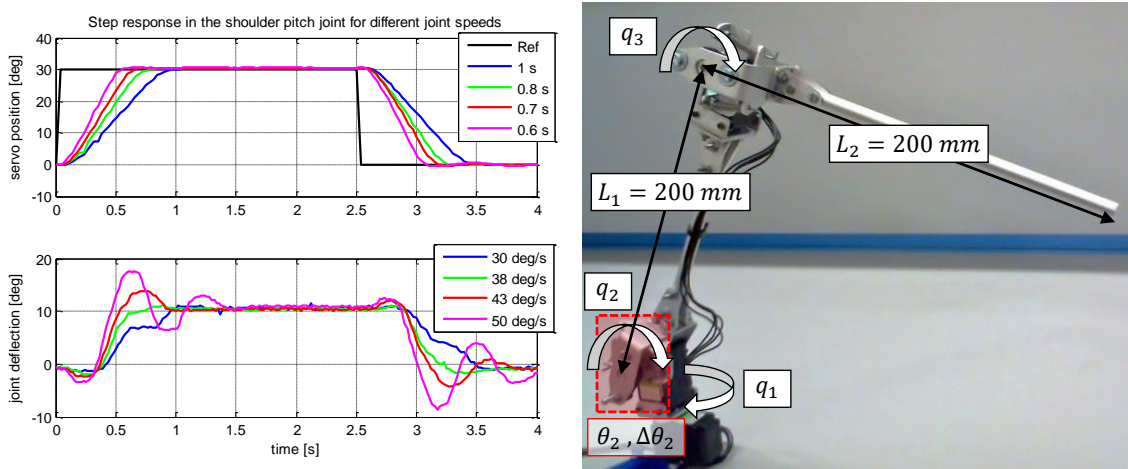 Step response in the shoulder pitch joint for different joint speeds
servo position [deg]
40
30
20
10
0
-10
0 0.5 1 1.5 2 2.5 3 3.5 4
Ref
1 s
0.8 s
0.7 s
0.6 s
joint deflection [deg]
20
10
0
-10
0 0.5 1 1.5 2 2.5 3 3.5 4
time [s]
30 deg/s
38 deg/s
43 deg/s
50 deg/s
q₃
L₂ = 200 mm
L₁ = 200 mm
q₂
q₁
θ₂ , Δθ₂